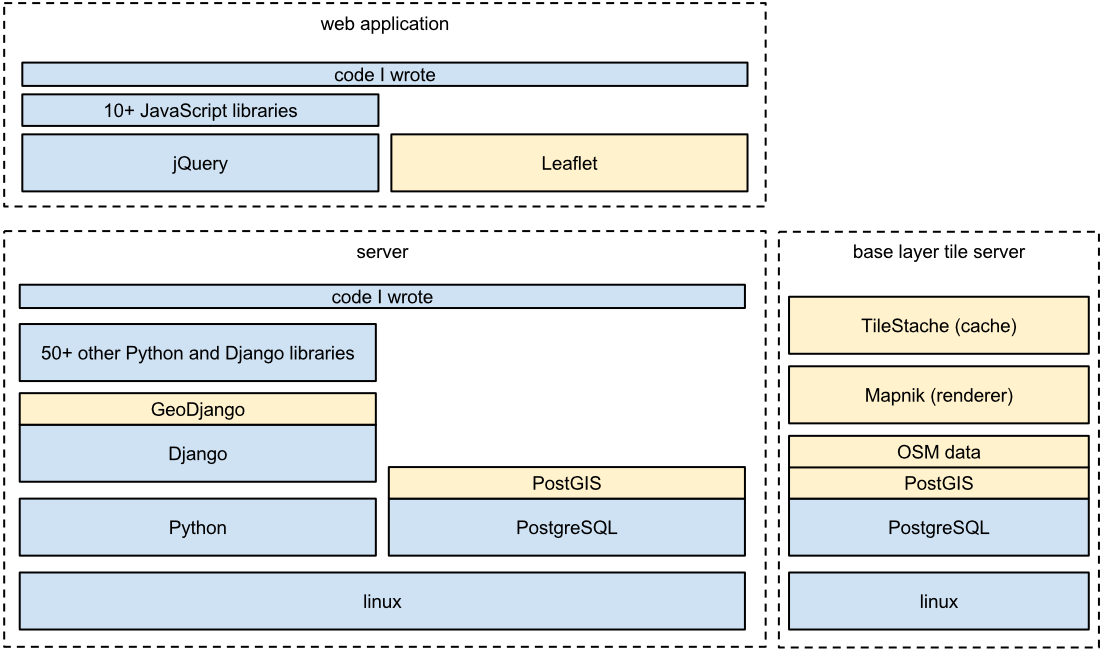 web application
code I wrote
10+ JavaScript libraries
jQuery
Leaflet
server
code I wrote
50+ other Python and Django libraries
GeoDjango
Django
PostGIS
Python
PostgreSQL
linux
base layer tile server
TileStache (cache)
Mapnik (renderer)
OSM data
PostGIS
PostgreSQL
linux